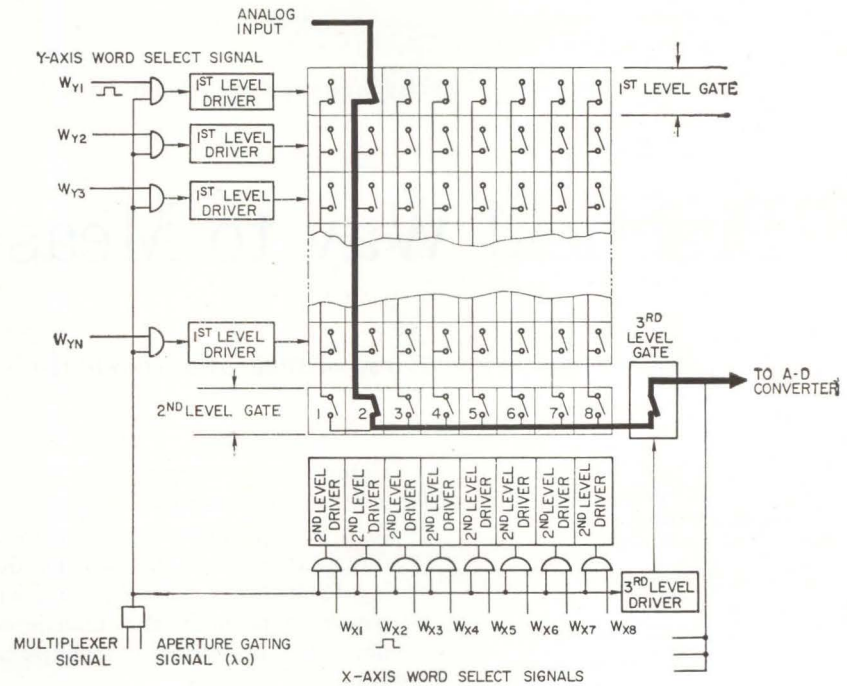 ANALOG
INPUT
Y-AXIS WORD SELECT SIGNAL
WY1
1ST LEVEL
DRIVER
1ST LEVEL GATE
WY2
1ST LEVEL
DRIVER
WY3
1ST LEVEL
DRIVER
WYN
1ST LEVEL
DRIVER
3RD
LEVEL
GATE
TO A-D
CONVERTER
2ND LEVEL GATE
1 2 3 4 5 6 7 8
2ND LEVEL
DRIVER
2ND LEVEL
DRIVER
2ND LEVEL
DRIVER
2ND LEVEL
DRIVER
2ND LEVEL
DRIVER
2ND LEVEL
DRIVER
2ND LEVEL
DRIVER
2ND LEVEL
DRIVER
3RD LEVEL
DRIVER
WX1 WX2 WX3 WX4 WX5 WX6 WX7 WX8
MULTIPLEXER
SIGNAL
APERTURE GATING
SIGNAL (λo)
X-AXIS WORD SELECT SIGNALS